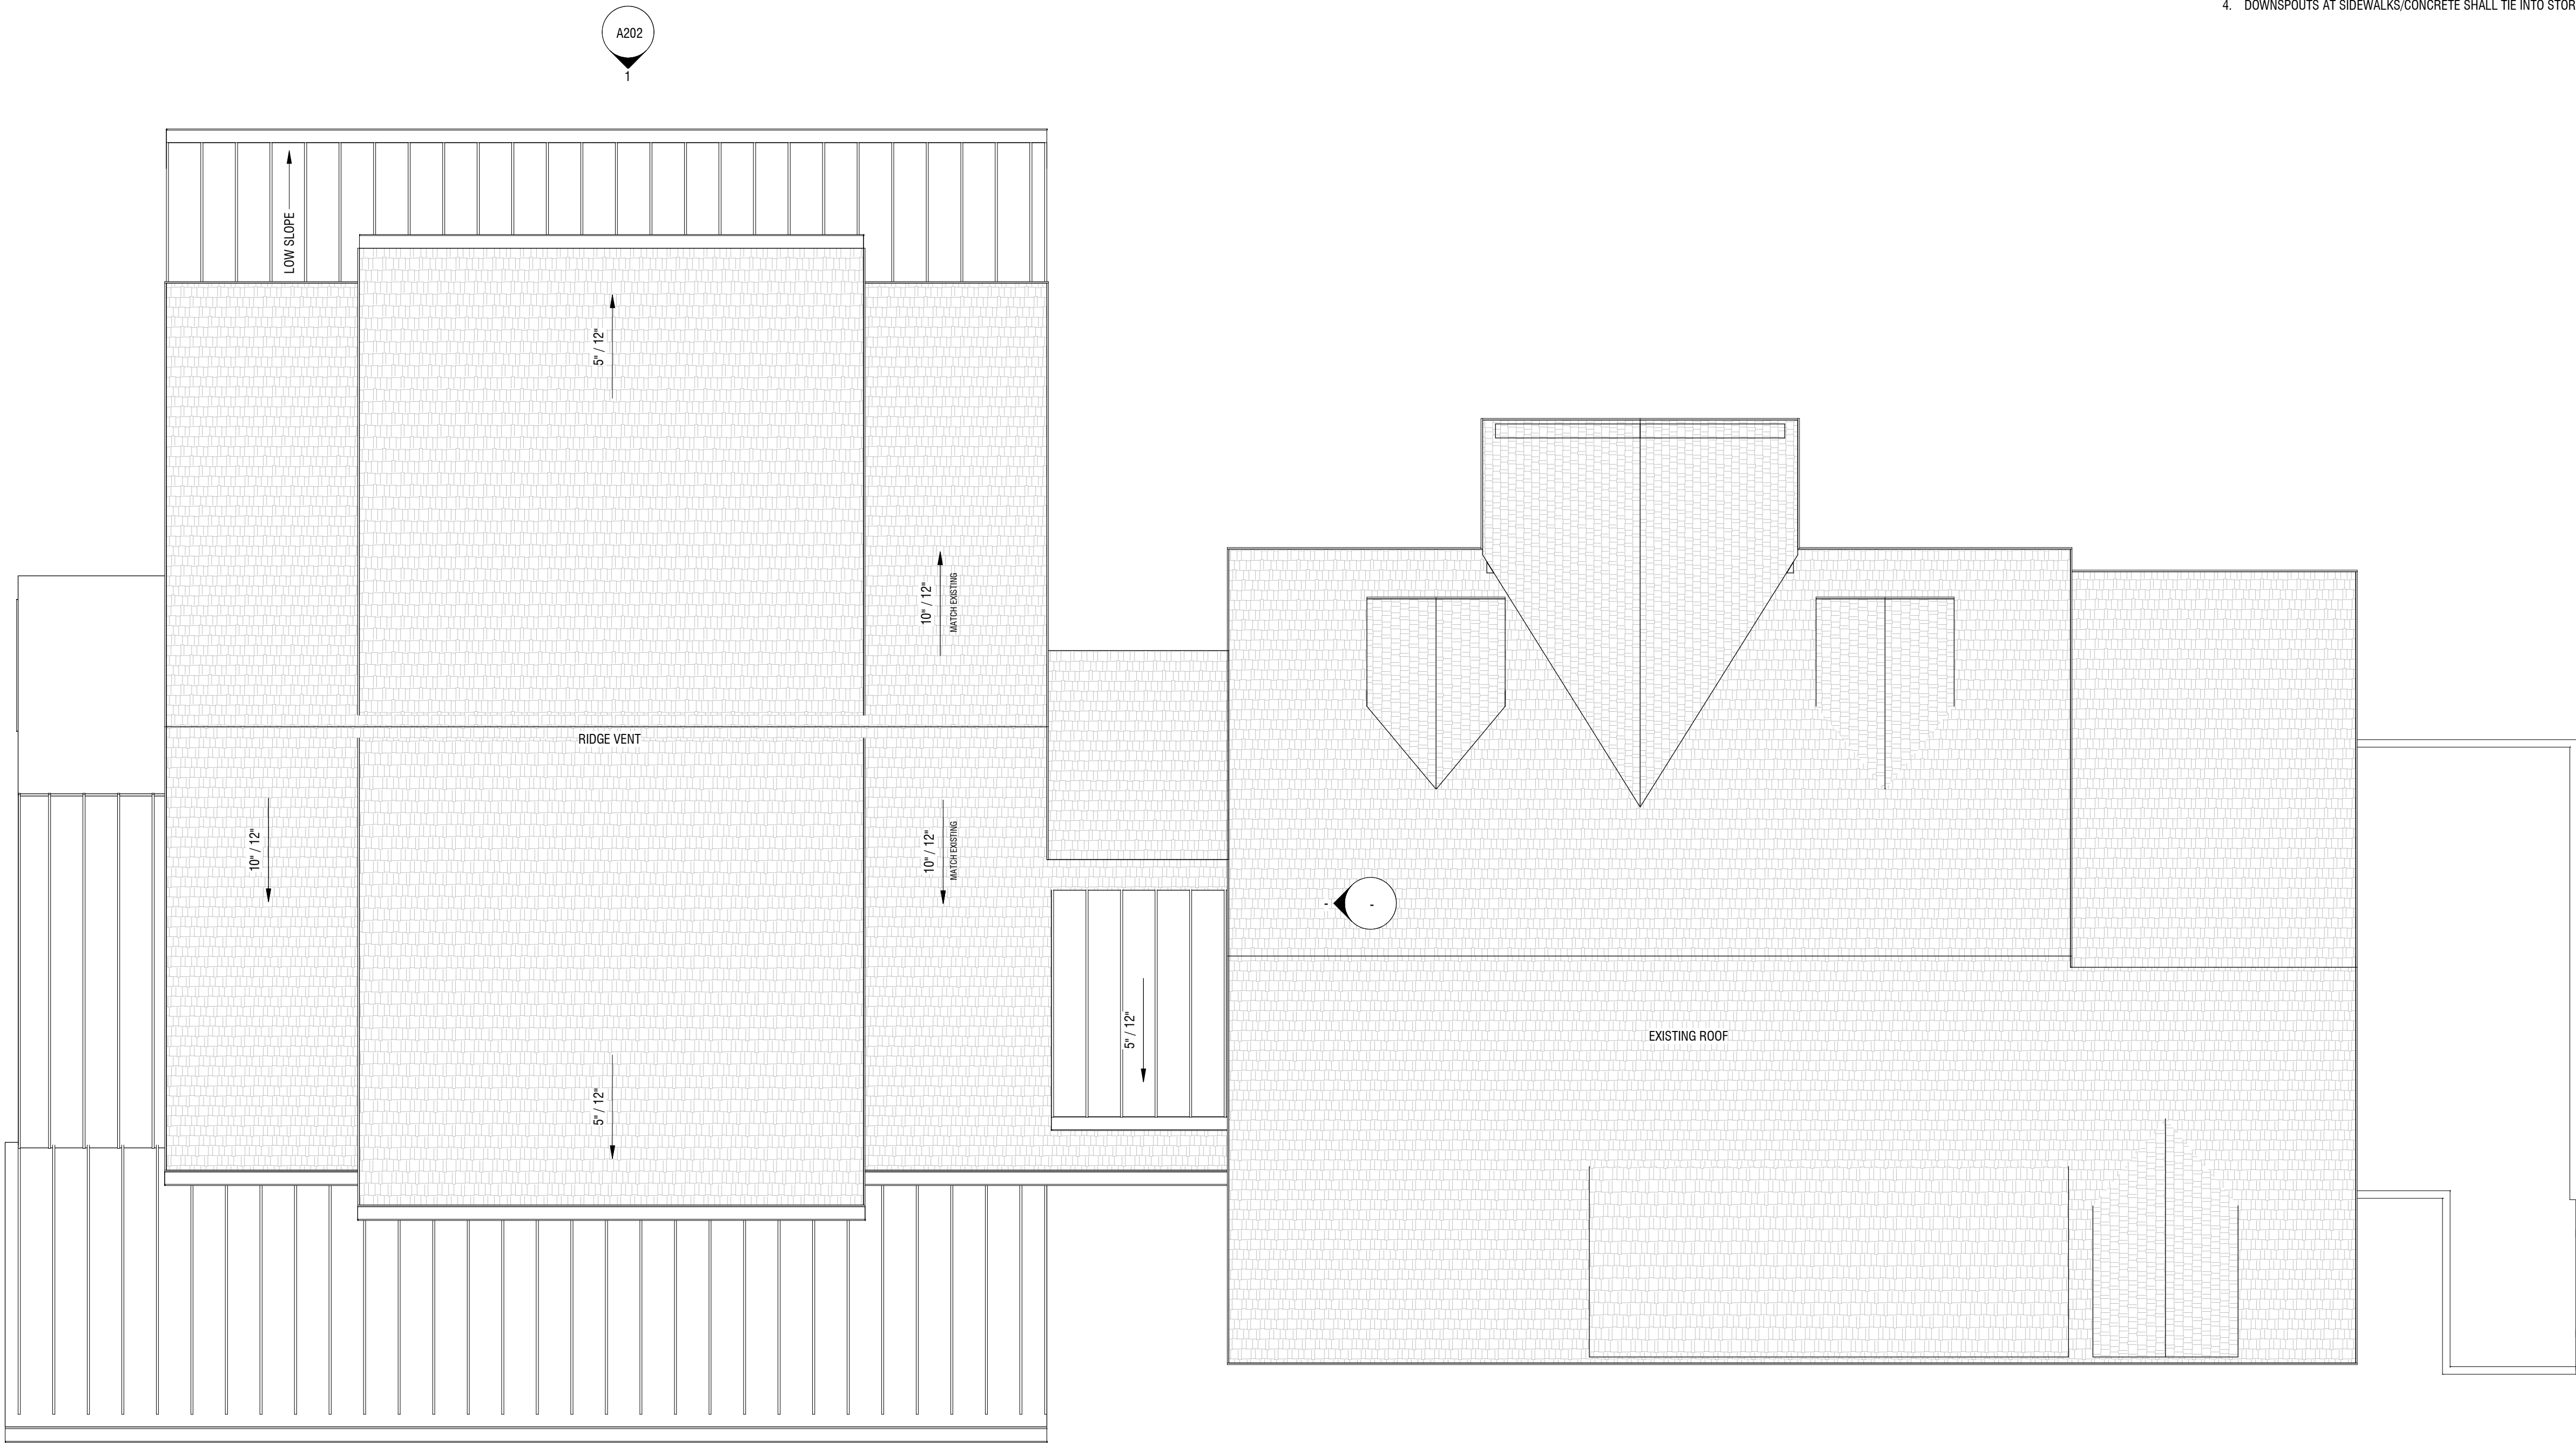 4. DOWNSPOUTS AT SIDEWALKS/CONCRETE SHALL TIE INTO STOR
A202
1
LOW SLOPE
5" / 12"
10" / 12"
MATCH EXISTING
RIDGE VENT
10" / 12"
10" / 12"
MATCH EXISTING
-
-
5" / 12"
EXISTING ROOF
5" / 12"